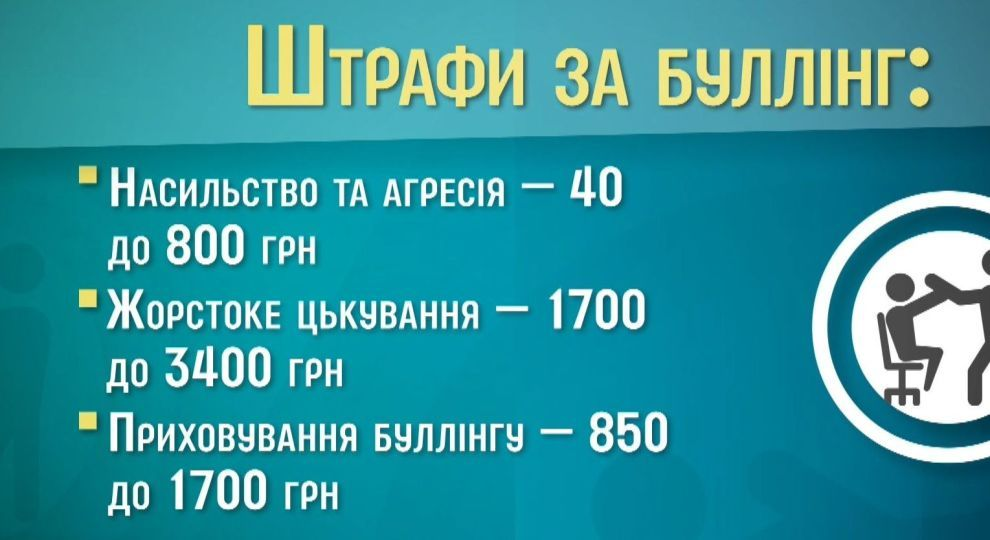 Штрафи за буллінг:
Насильство та агресія — 40
до 800 грн
Жорстоке цькування — 1700
до 3400 грн
Приховування буллінгу — 850
до 1700 грн